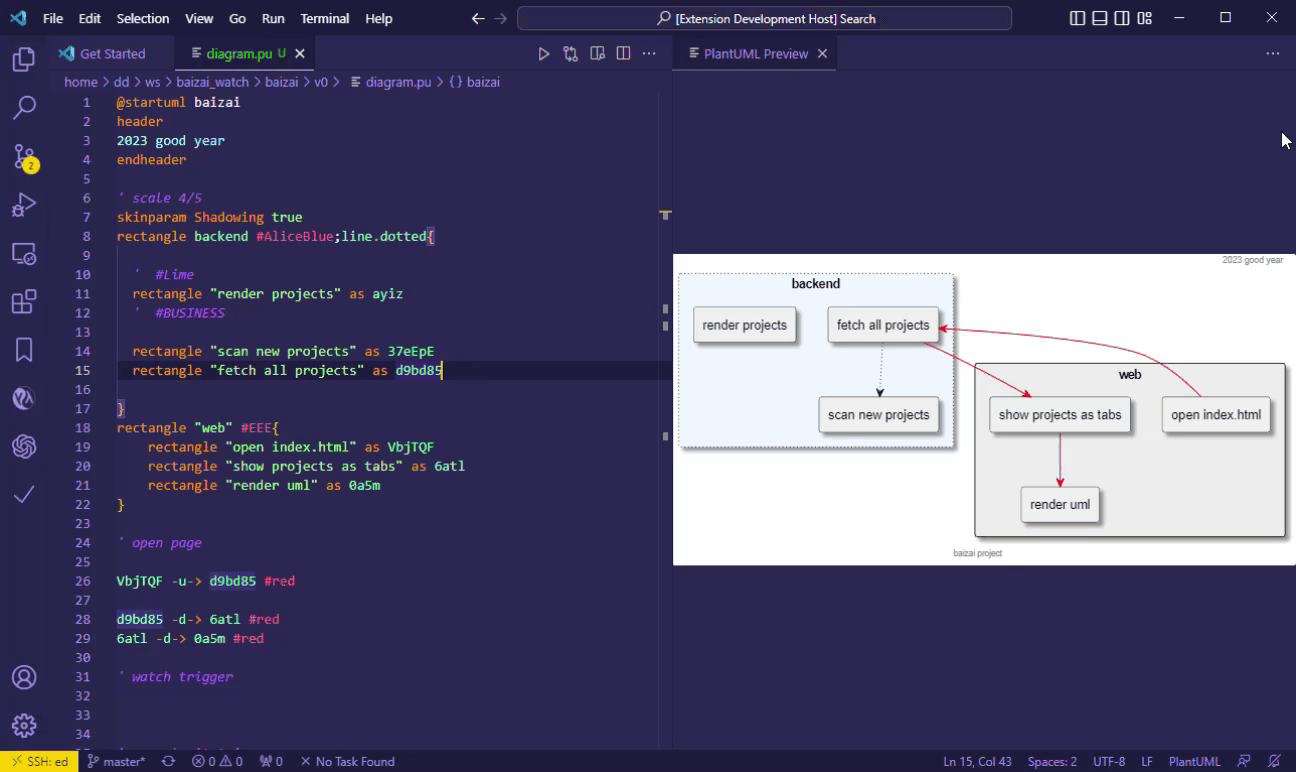 File Edit Selection View Go Run Terminal Help
[Extension Development Host] Search
Get Started
diagram.pu U
PlantUML Preview
home > dd > ws > baizai_watch > baizai > v0 > diagram.pu > {} baizai
1 @startuml baizai
2 header
3 2023 good year
4 endheader
5
6 ' scale 4/5
7 skinparam Shadowing true
8 rectangle backend #AliceBlue;line.dotted{
9
10 ' #Lime
11 rectangle "render projects" as ayiz
12 ' #BUSINESS
13
14 rectangle "scan new projects" as 37eEpE
15 rectangle "fetch all projects" as d9bd85
16
17 }
18 rectangle "web" #EEE{
19 rectangle "open index.html" as VbjTQF
20 rectangle "show projects as tabs" as 6atl
21 rectangle "render uml" as 0a5m
22 }
23
24 ' open page
25
26 VbjTQF -u-> d9bd85 #red
27
28 d9bd85 -d-> 6atl #red
29 6atl -d-> 0a5m #red
30
31 ' watch trigger
32
33
34
2
2023 good year
backend
render projects
fetch all projects
scan new projects
web
show projects as tabs
open index.html
render uml
baizai project
SSH: ed
master*
0 0
0
No Task Found
Ln 15, Col 43
Spaces: 2
UTF-8
LF
PlantUML